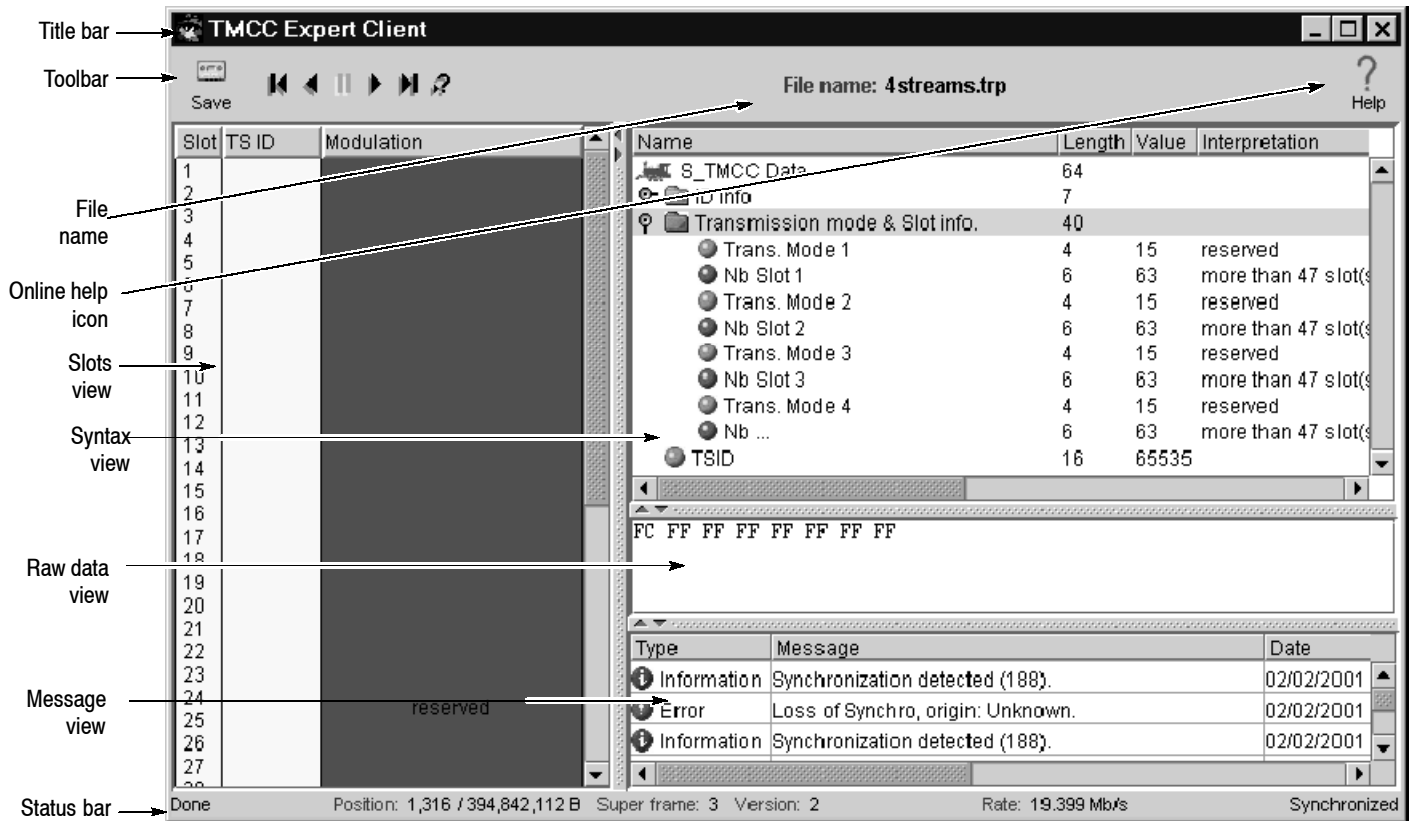 Title bar
TMCC Expert Client
Toolbar
Save
File name: 4streams.trp
Help
Slot TS ID Modulation
1
2
3
4
5
6
7
8
9
10
11
12
13
14
15
16
17
18
19
20
21
22
23
24
25
26
27
28
reserved
File
name
Online help
icon
Slots
view
Syntax
view
Raw data
view
Message
view
Status bar
Name Length Value Interpretation
S_TMCC Data 64
ID info 7
Transmission mode & Slot info. 40
Trans. Mode 1 4 15 reserved
Nb Slot 1 6 63 more than 47 slot(s
Trans. Mode 2 4 15 reserved
Nb Slot 2 6 63 more than 47 slot(s
Trans. Mode 3 4 15 reserved
Nb Slot 3 6 63 more than 47 slot(s
Trans. Mode 4 4 15 reserved
Nb ... 6 63 more than 47 slot(s
TSID 16 65535
FC FF FF FF FF FF FF FF
Type Message Date
Information Synchronization detected (188). 02/02/2001
Error Loss of Synchro, origin: Unknown. 02/02/2001
Information Synchronization detected (188). 02/02/2001
Done Position: 1,316 / 394,842,112 B Super frame: 3 Version: 2 Rate: 19.399 Mb/s Synchronized